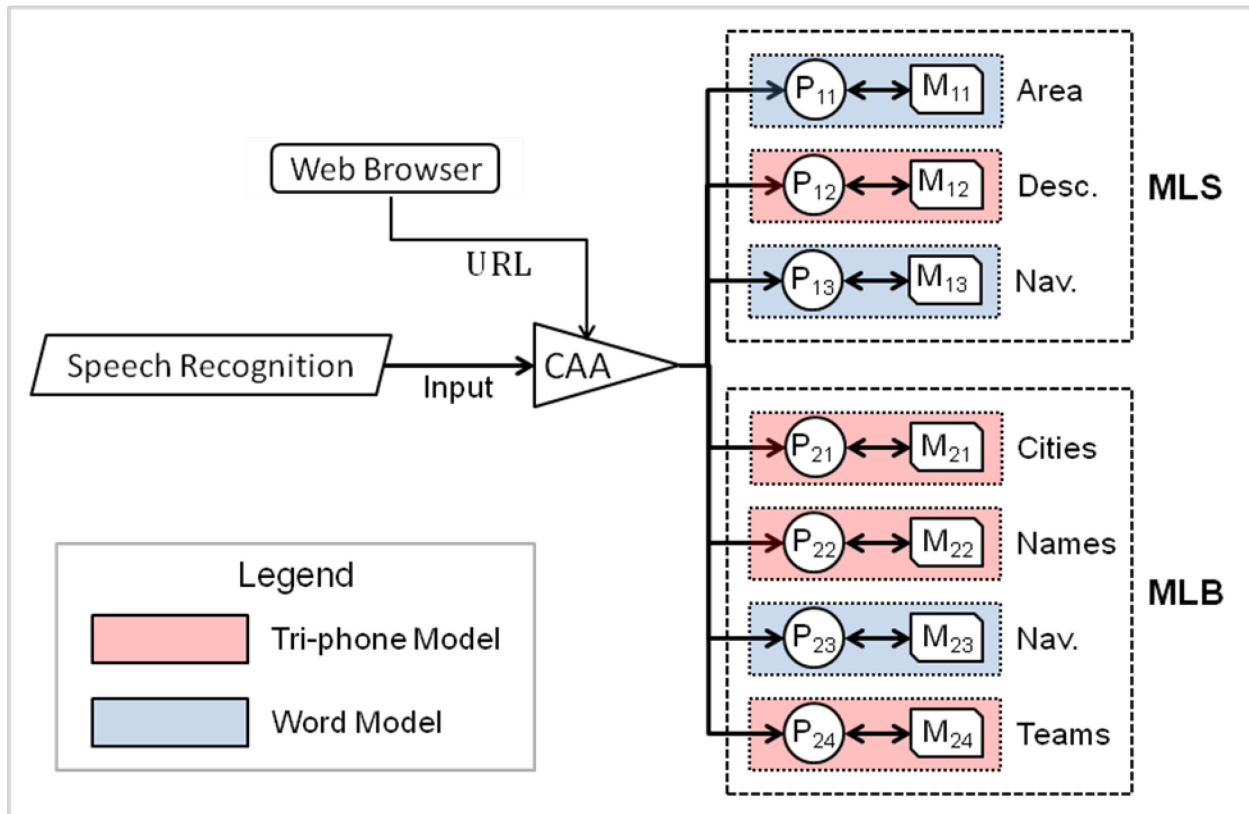 P11 M11 Area
Web Browser
P12 M12 Desc.
MLS
URL
P13 M13 Nav.
Speech Recognition
Input
CAA
P21 M21 Cities
P22 M22 Names
MLB
P23 M23 Nav.
P24 M24 Teams
Legend
Tri-phone Model
Word Model